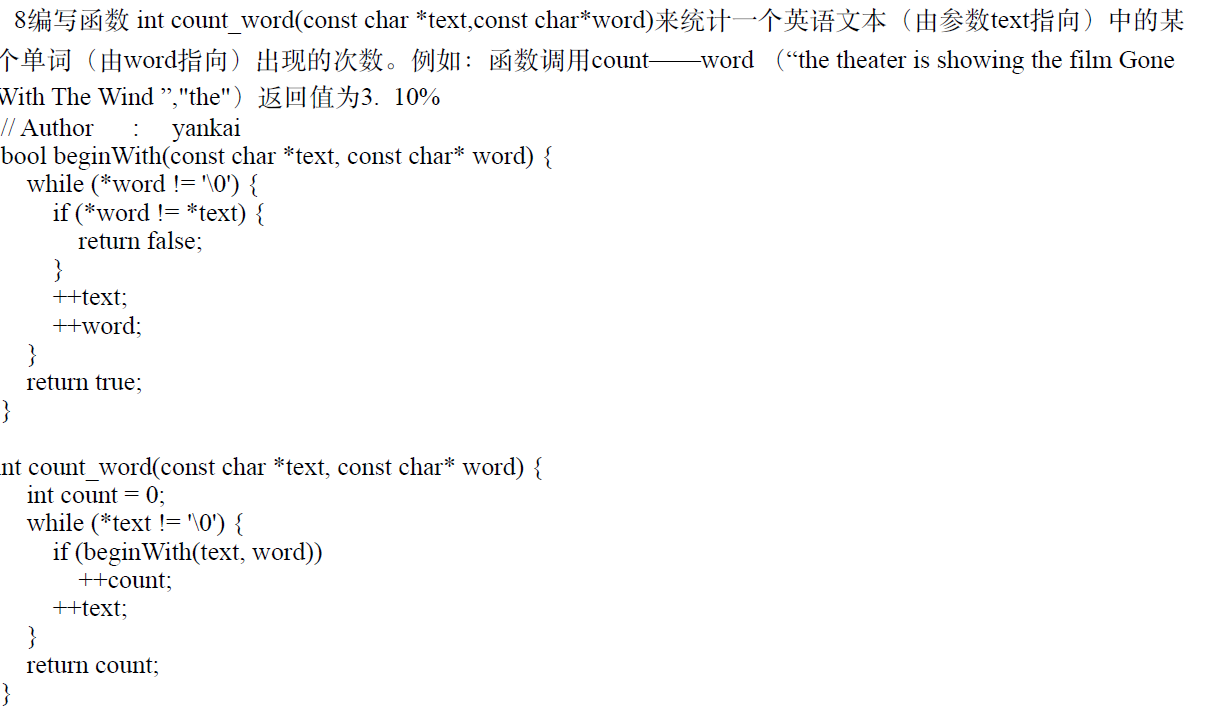 8编写函数 int count_word(const char *text,const char*word)来统计一个英语文本（由参数text指向）中的某
个单词（由word指向）出现的次数。例如：函数调用count——word （“the theater is showing the film Gone
With The Wind ”,"the"）返回值为3.  10%
// Author      :     yankai
bool beginWith(const char *text, const char* word) {
    while (*word != '\0') {
        if (*word != *text) {
            return false;
        }
        ++text;
        ++word;
    }
    return true;
}
int count_word(const char *text, const char* word) {
    int count = 0;
    while (*text != '\0') {
        if (beginWith(text, word))
            ++count;
        ++text;
    }
    return count;
}